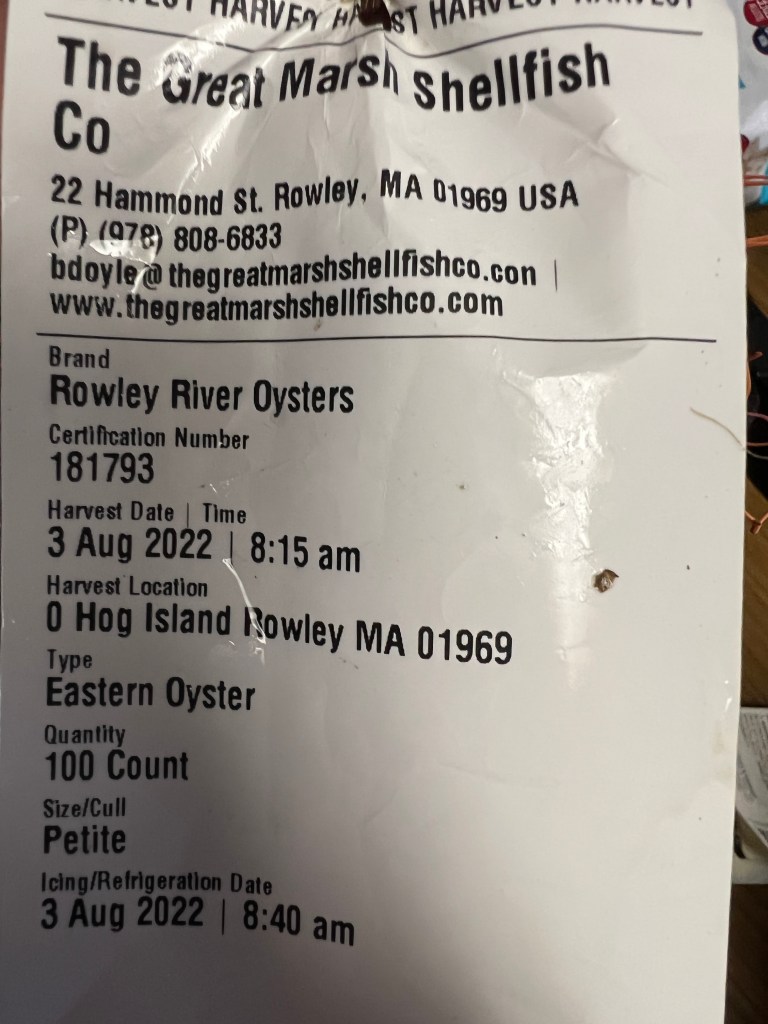 HARVEST HARVEST HARVEST
The Great Marsh Shellfish
Co
22 Hammond St. Rowley, MA 01969 USA
(P) (978) 808-6833
bdoyle@thegreatmarshshellfishco.con |
www.thegreatmarshshellfishco.com
Brand
Rowley River Oysters
Certification Number
181793
Harvest Date | Time
3 Aug 2022 | 8:15 am
Harvest Location
0 Hog Island Rowley MA 01969
Type
Eastern Oyster
Quantity
100 Count
Size/Cull
Petite
Icing/Refrigeration Date
3 Aug 2022 | 8:40 am